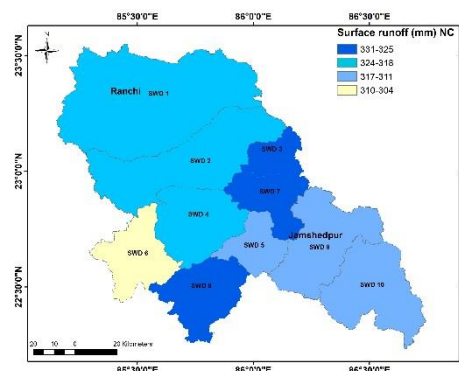 85°30'0"E 86°0'0"E 86°30'0"E
Surface runoff (mm) NC
331-325
324-318
317-311
310-304
23°30'0"N
23°0'0"N
22°30'0"N
Ranchi SWD 1
SWD 2
SWD 3
SWD 7
SWD 4
SWD 5
Jamshedpur
SWD 9
SWD 6
SWD 10
20 10 0 20 Kilometers
85°30'0"E 86°0'0"E 86°30'0"E